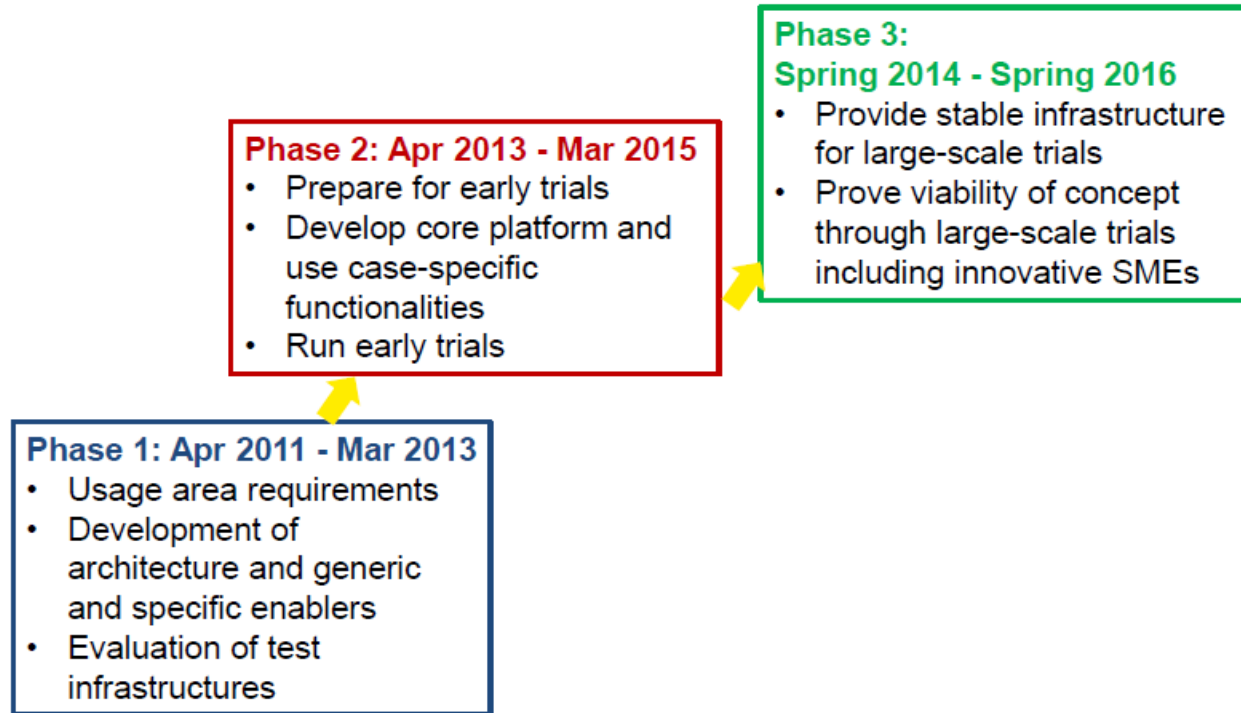 Phase 3:
Spring 2014 - Spring 2016
• Provide stable infrastructure
for large-scale trials
• Prove viability of concept
through large-scale trials
including innovative SMEs
Phase 2: Apr 2013 - Mar 2015
• Prepare for early trials
• Develop core platform and
use case-specific
functionalities
• Run early trials
Phase 1: Apr 2011 - Mar 2013
• Usage area requirements
• Development of
architecture and generic
and specific enablers
• Evaluation of test
infrastructures